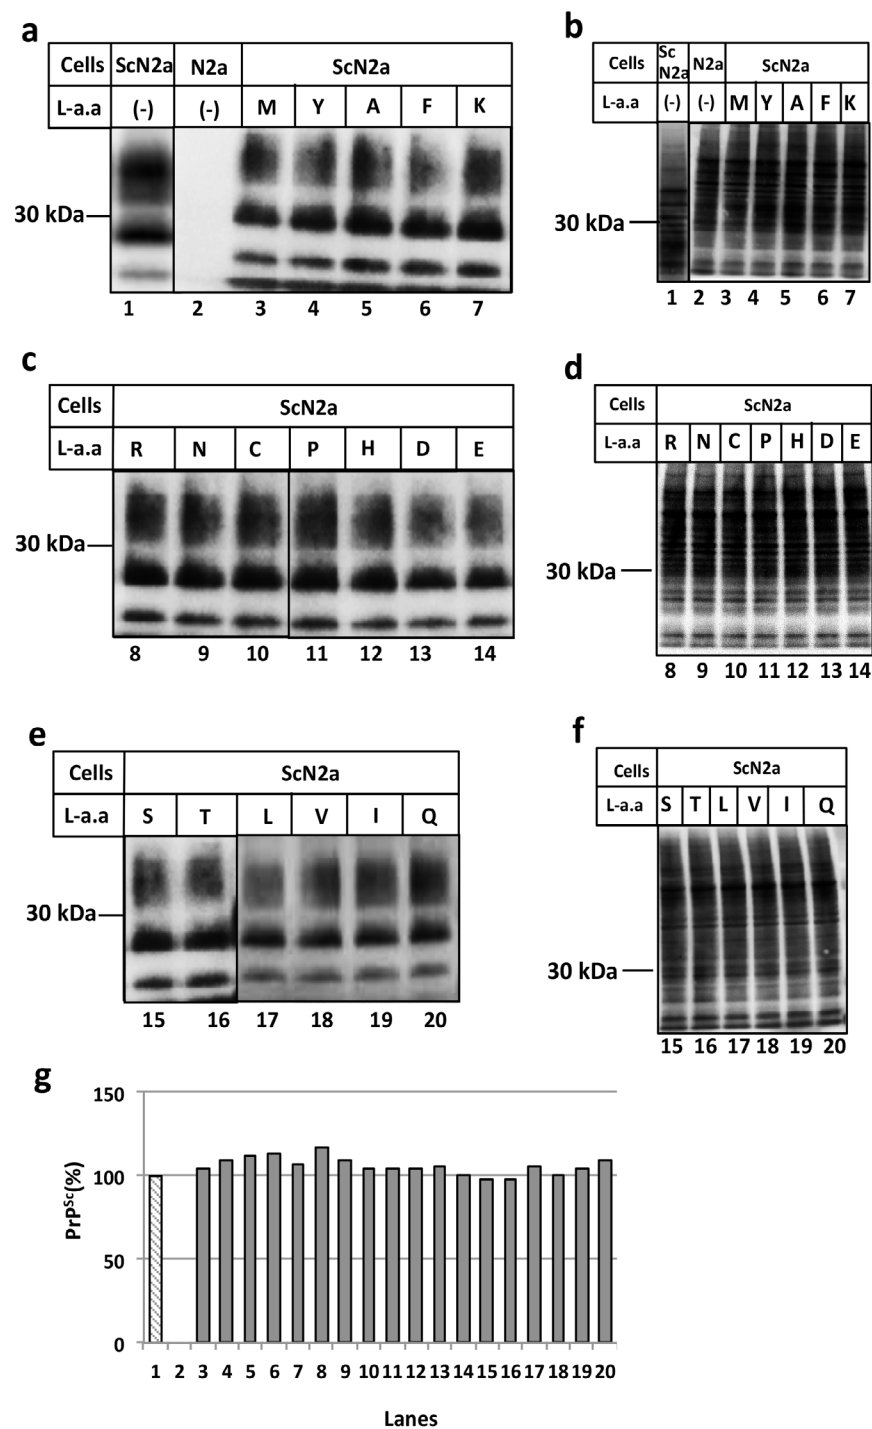 a
Cells ScN2a N2a ScN2a
L-a.a (-) (-) M Y A F K
30 kDa
1 2 3 4 5 6 7
b
Cells Sc N2a N2a ScN2a
L-a.a (-) (-) M Y A F K
30 kDa
1 2 3 4 5 6 7
c
Cells ScN2a
L-a.a R N C P H D E
30 kDa
8 9 10 11 12 13 14
d
Cells ScN2a
L-a.a R N C P H D E
30 kDa
8 9 10 11 12 13 14
e
Cells ScN2a
L-a.a S T L V I Q
30 kDa
15 16 17 18 19 20
f
Cells ScN2a
L-a.a S T L V I Q
30 kDa
15 16 17 18 19 20
g
PrPSc(%)
150
100
50
0
1 2 3 4 5 6 7 8 9 10 11 12 13 14 15 16 17 18 19 20
Lanes